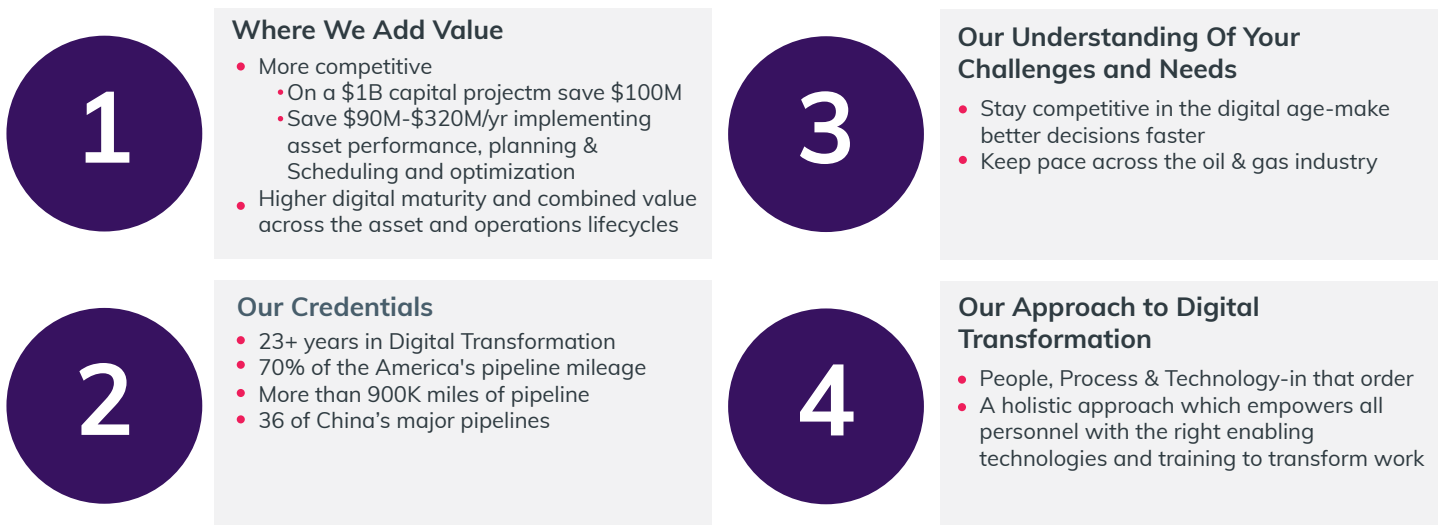 1
Where We Add Value
• More competitive
• On a $1B capital projectm save $100M
• Save $90M-$320M/yr implementing
asset performance, planning &
Scheduling and optimization
• Higher digital maturity and combined value
across the asset and operations lifecycles
2
Our Credentials
• 23+ years in Digital Transformation
• 70% of the America's pipeline mileage
• More than 900K miles of pipeline
• 36 of China’s major pipelines
3
Our Understanding Of Your
Challenges and Needs
• Stay competitive in the digital age-make
better decisions faster
• Keep pace across the oil & gas industry
4
Our Approach to Digital
Transformation
• People, Process & Technology-in that order
• A holistic approach which empowers all
personnel with the right enabling
technologies and training to transform work